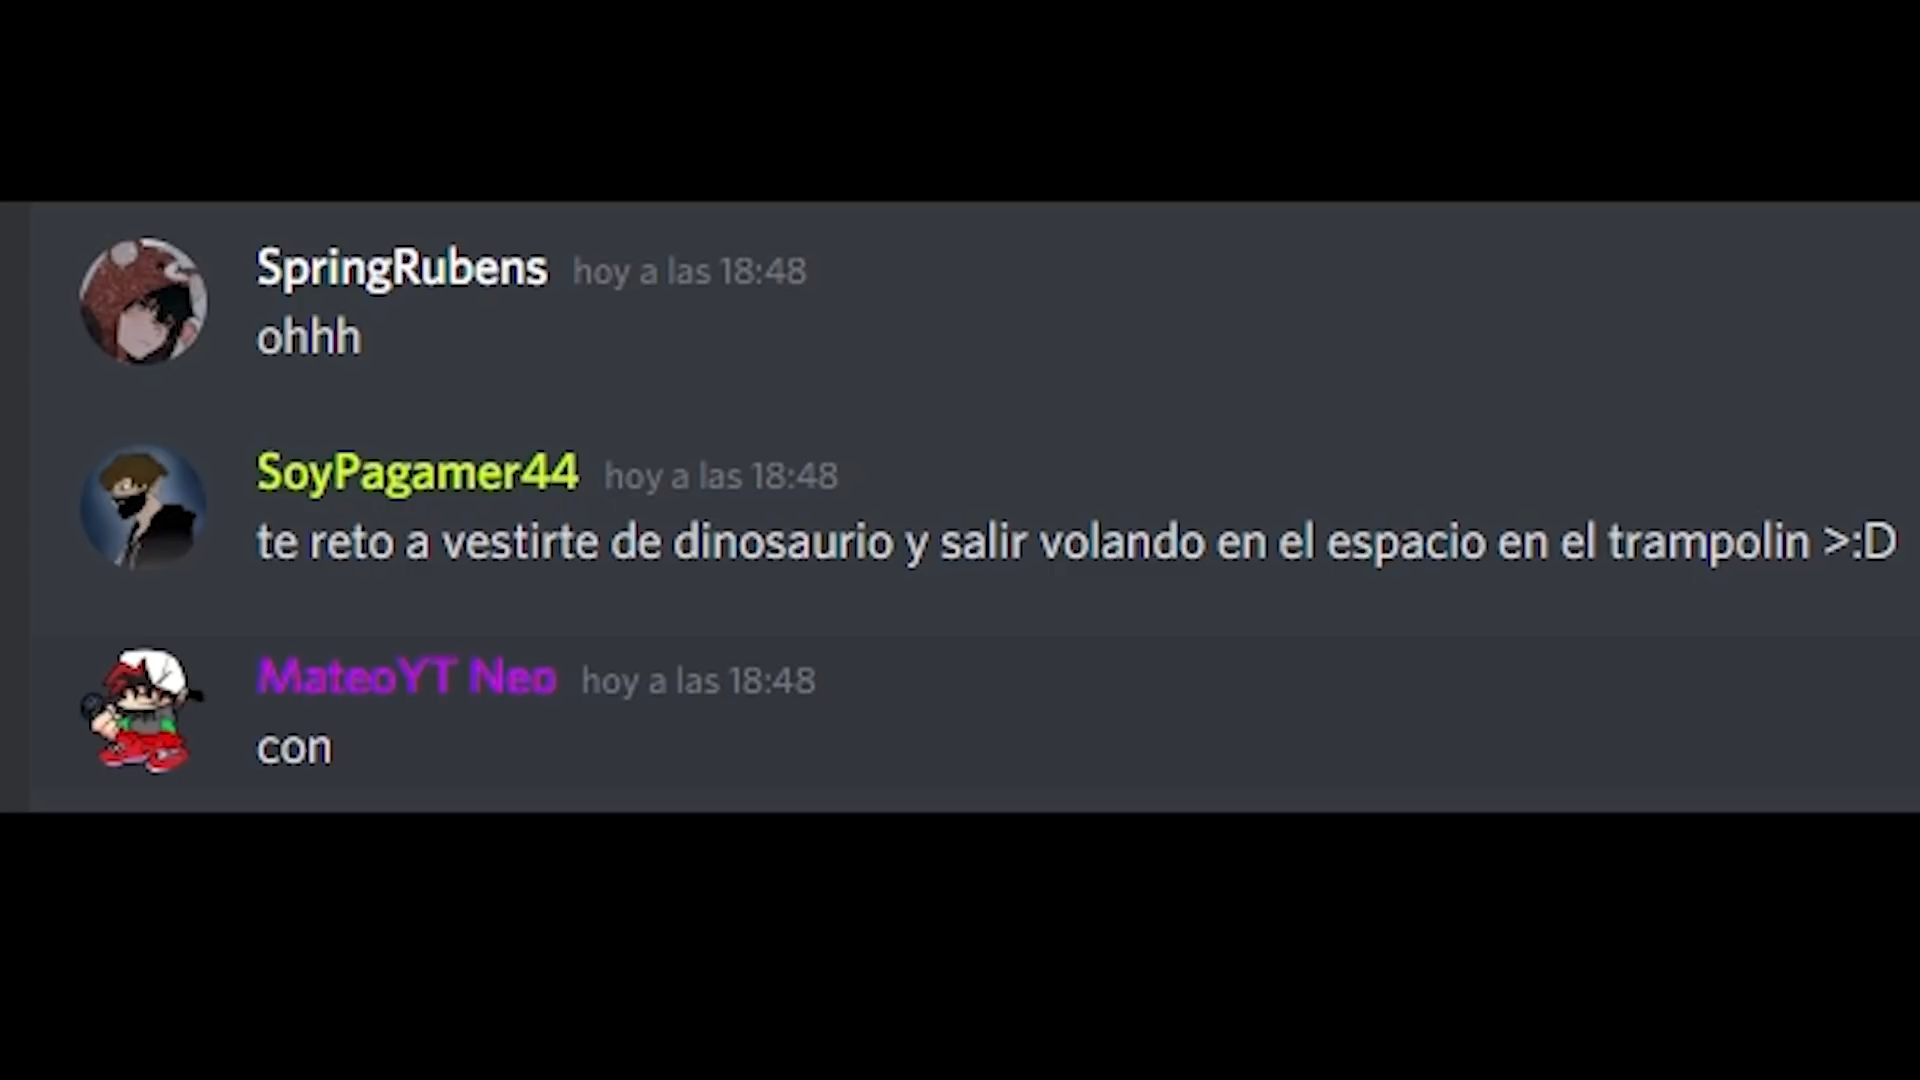 SpringRubens hoy a las 18:48
ohhh
SoyPagamer44 hoy a las 18:48
te reto a vestirte de dinosaurio y salir volando en el espacio en el trampolin >:D
MateoYT Neo hoy a las 18:48
con